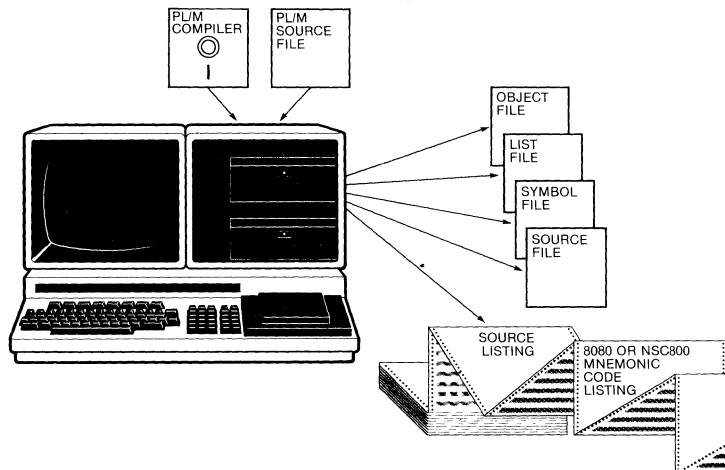 PL/M
COMPILER
PL/M
SOURCE
FILE
OBJECT
FILE
LIST
FILE
SYMBOL
FILE
SOURCE
FILE
SOURCE
LISTING
8080 OR NSC800
MNEMONIC
CODE
LISTING